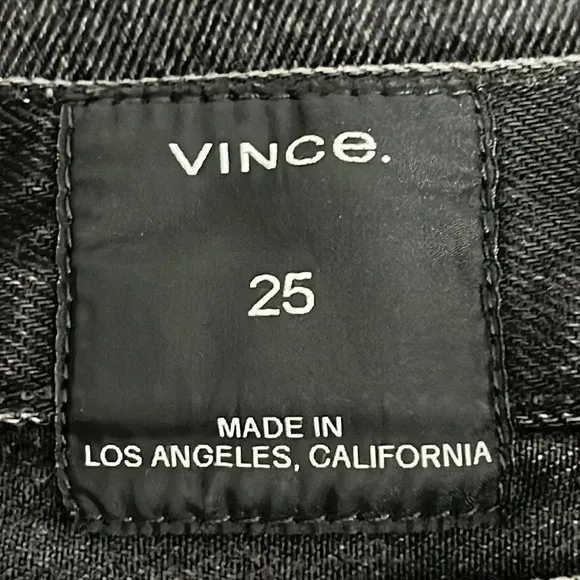 VINCE.
25
MADE IN
LOS ANGELES, CALIFORNIA